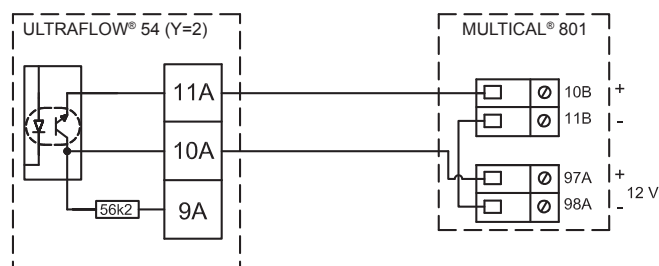 ULTRAFLOW® 54 (Y=2)
MULTICAL® 801
11A
10A
9A
56k2
10B +
11B -
97A +
98A -
12 V